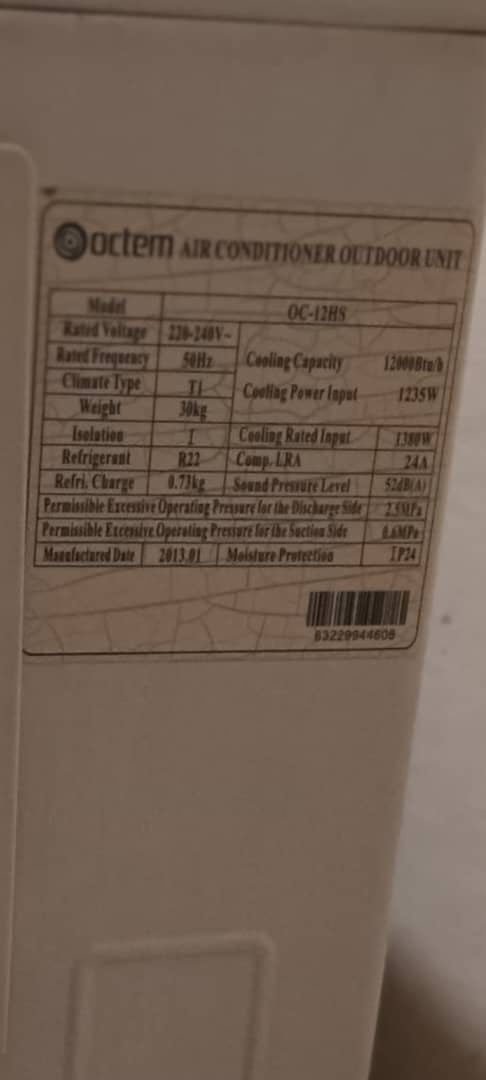 octem AIR CONDITIONER OUTDOOR UNIT
Model OC-12HS
Rated Voltage 220-240V~
Rated Frequency 50Hz Cooling Capacity 12000Btu/h
Climate Type T1 Cooling Power Input 1235W
Weight 30kg
Isolation I Cooling Rated Input 1380W
Refrigerant R22 Comp. LRA 24A
Refri. Charge 0.73kg Sound Pressure Level 52dB(A)
Permissible Excessive Operating Pressure for the Discharge Side 2.5MPa
Permissible Excessive Operating Pressure for the Suction Side 0.6MPa
Manufactured Date 2013.01 Moisture Protection IP24
63229944608